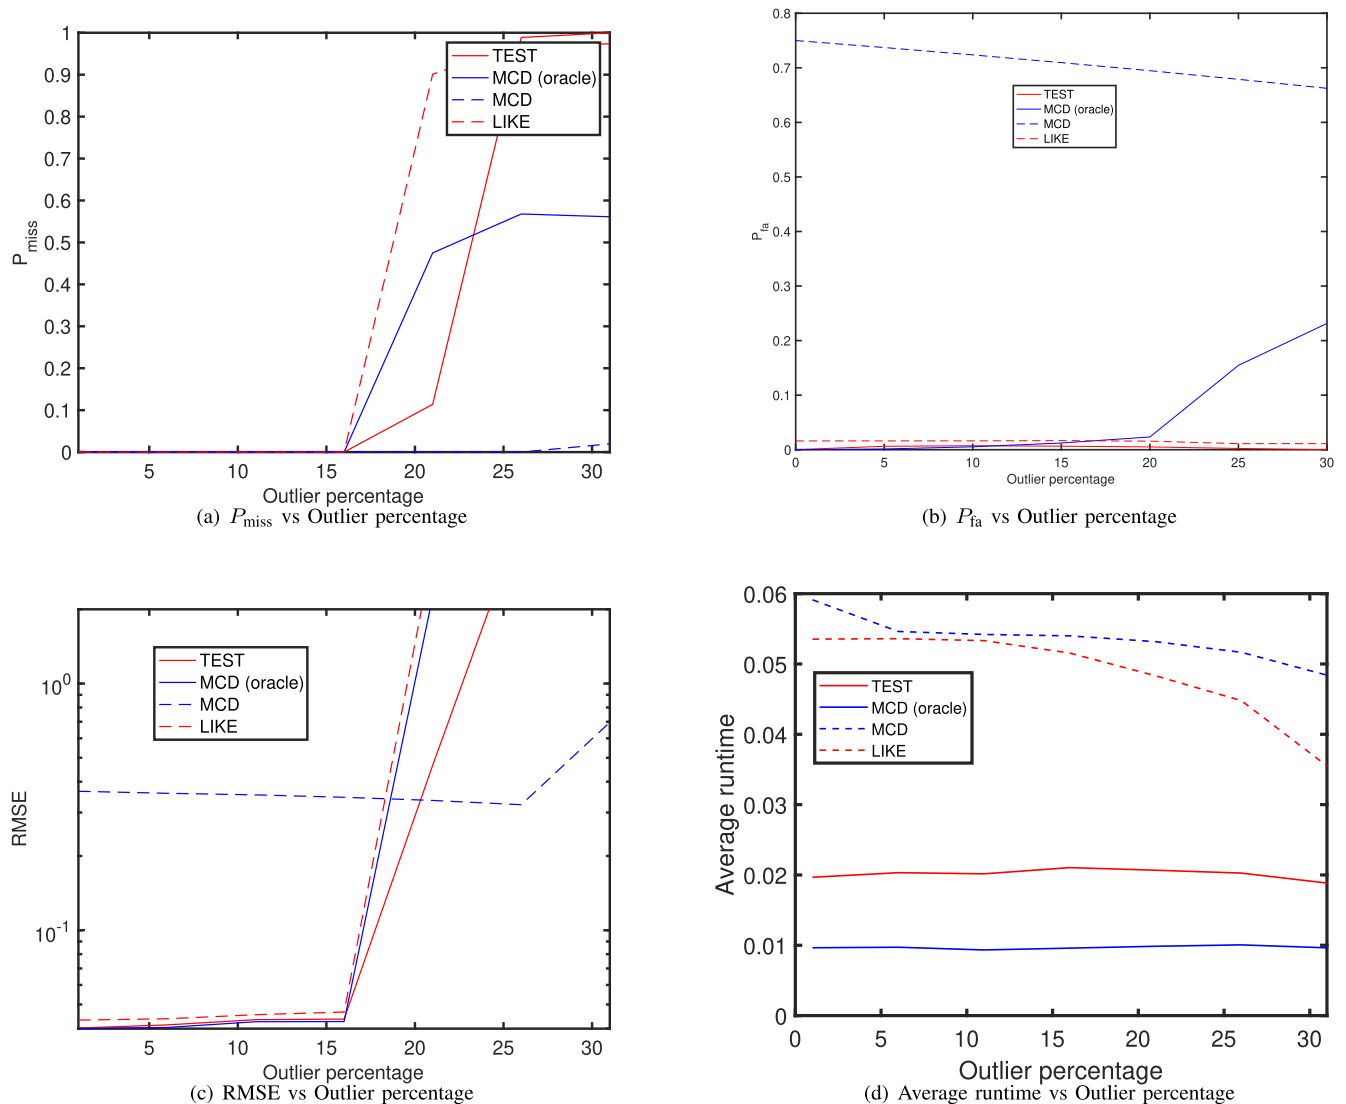 1
0.9
0.8
0.7
0.6
0.5
0.4
0.3
0.2
0.1
0
P_miss
TEST
MCD (oracle)
MCD
LIKE
5 10 15 20 25 30
Outlier percentage
(a) P_miss vs Outlier percentage
0.8
0.7
0.6
0.5
0.4
0.3
0.2
0.1
0
P_fa
TEST
MCD (oracle)
MCD
LIKE
0 5 10 15 20 25 30
Outlier percentage
(b) P_fa vs Outlier percentage
10^0
10^-1
RMSE
TEST
MCD (oracle)
MCD
LIKE
5 10 15 20 25 30
Outlier percentage
(c) RMSE vs Outlier percentage
0.06
0.05
0.04
0.03
0.02
0.01
0
Average runtime
TEST
MCD (oracle)
MCD
LIKE
0 5 10 15 20 25 30
Outlier percentage
(d) Average runtime vs Outlier percentage